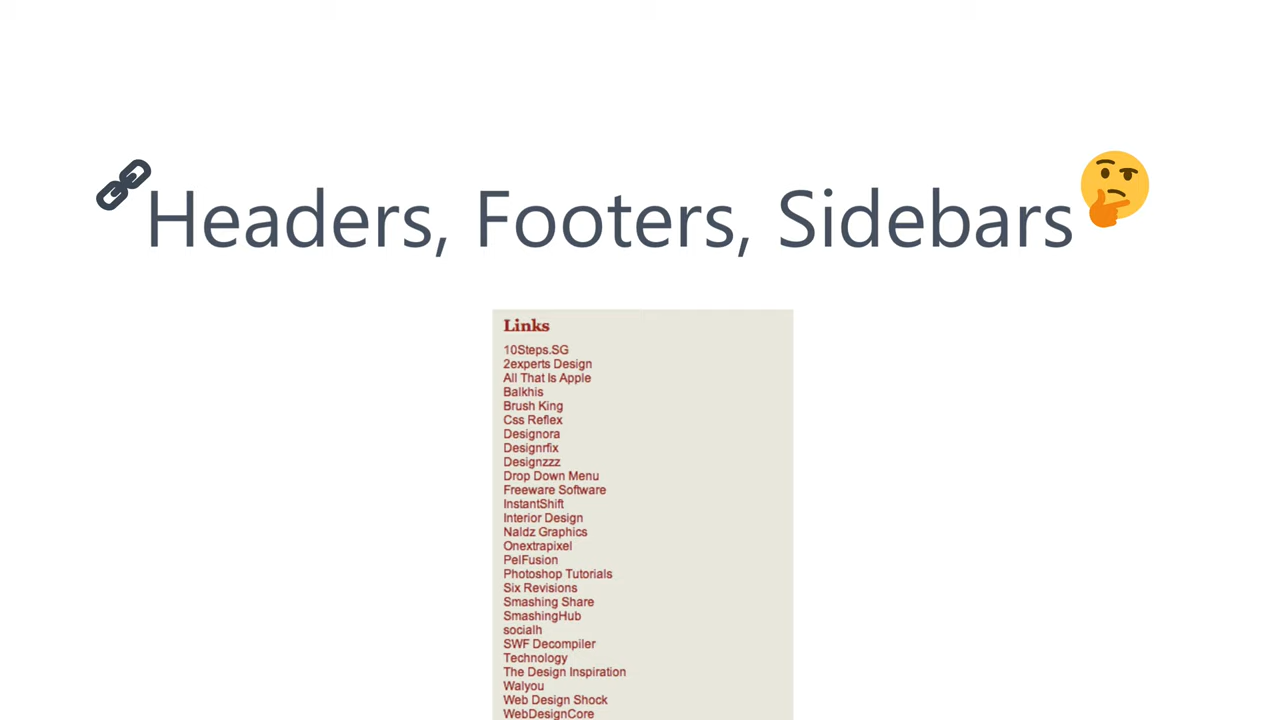 Headers, Footers, Sidebars
Links
10Steps.SG
2experts Design
All That Is Apple
Balkhis
Brush King
Css Reflex
Designora
Designrfix
Designzzz
Drop Down Menu
Freeware Software
InstantShift
Interior Design
Naldz Graphics
Onextrapixel
PelFusion
Photoshop Tutorials
Six Revisions
Smashing Share
SmashingHub
socialh
SWF Decompiler
Technology
The Design Inspiration
Walyou
Web Design Shock
WebDesignCore